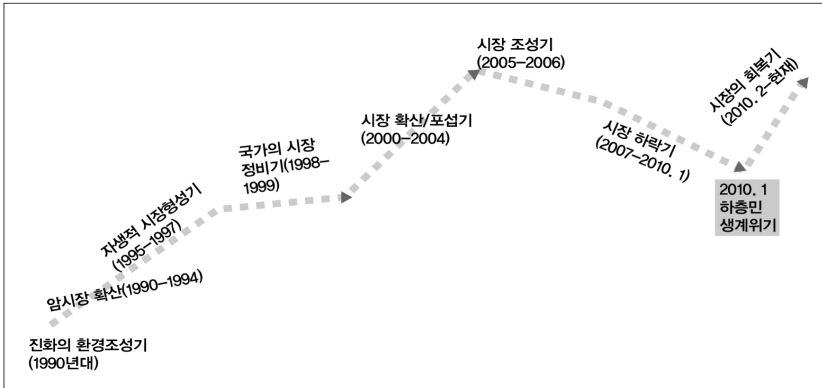 진화의 환경조성기
(1990년대)
암시장 확산(1990-1994)
자생적 시장형성기
(1995-1997)
국가의 시장
정비기(1998-
1999)
시장 확산/포섭기
(2000-2004)
시장 조성기
(2005-2006)
시장 하락기
(2007-2010. 1)
2010. 1
하층민
생계위기
시장의 회복기
(2010. 2-현재)